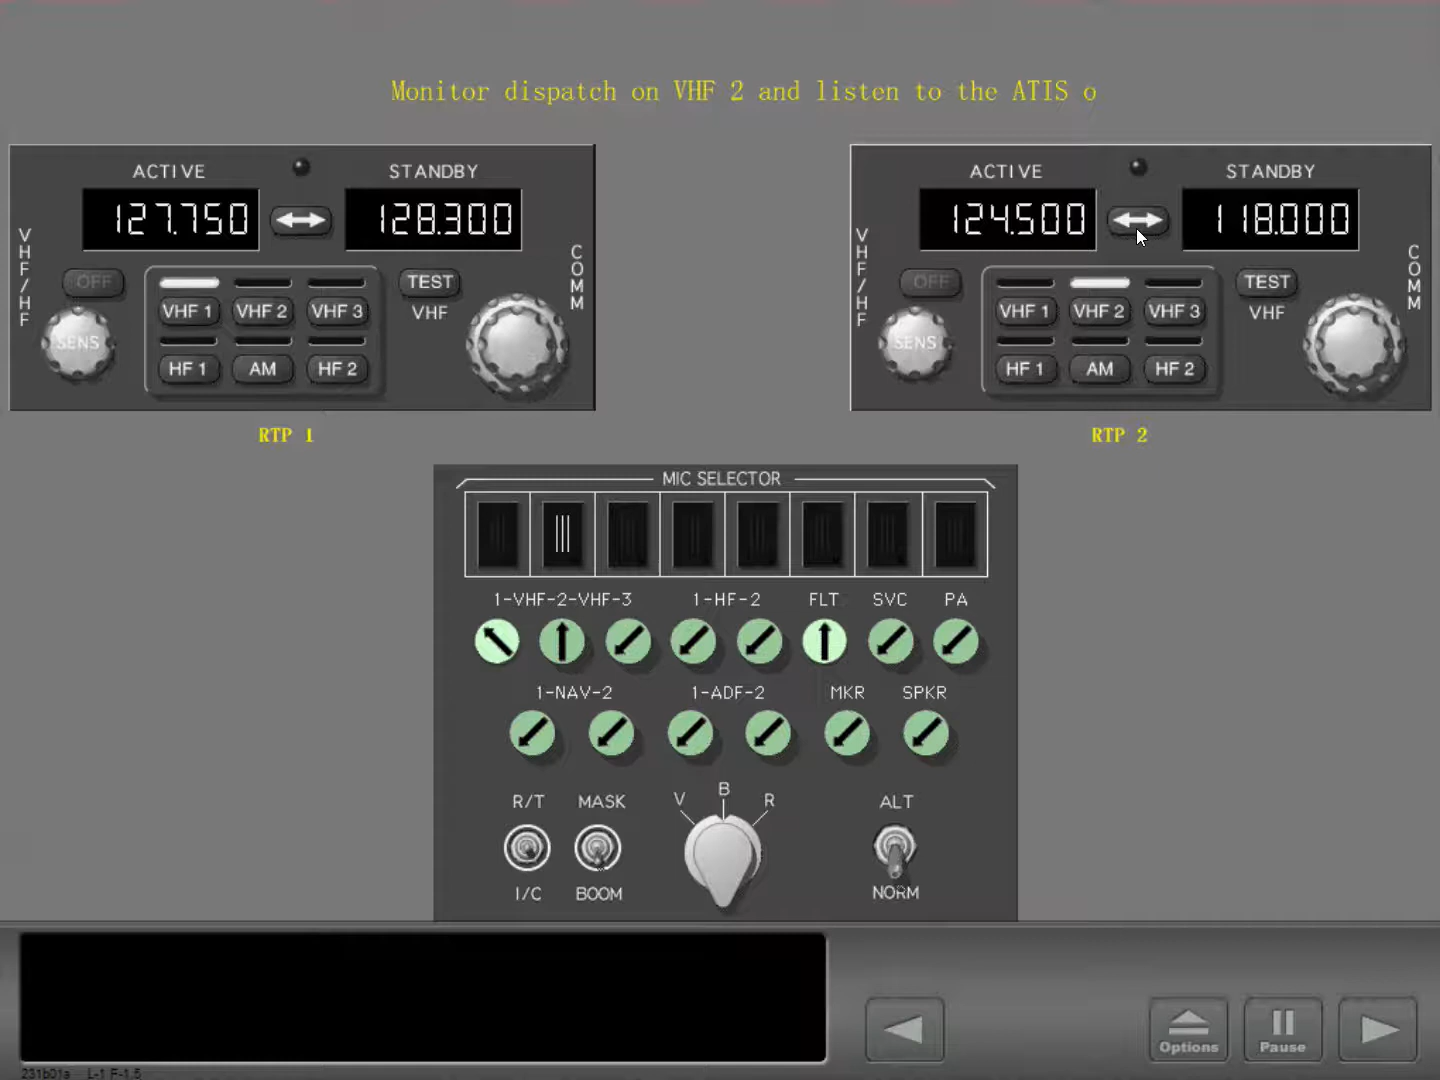 Monitor dispatch on VHF 2 and listen to the ATIS o
ACTIVE STANDBY
127.750 128.300
VHF/HF
COMM
OFF TEST
VHF 1 VHF 2 VHF 3 VHF
SENS
HF 1 AM HF 2
RTP 1
ACTIVE STANDBY
124.500 118.000
VHF/HF
COMM
OFF TEST
VHF 1 VHF 2 VHF 3 VHF
SENS
HF 1 AM HF 2
RTP 2
MIC SELECTOR
1-VHF-2-VHF-3 1-HF-2 FLT SVC PA
1-NAV-2 1-ADF-2 MKR SPKR
V B R
R/T MASK ALT
I/C BOOM NORM
Options Pause
231b01a L-1 F-1.5